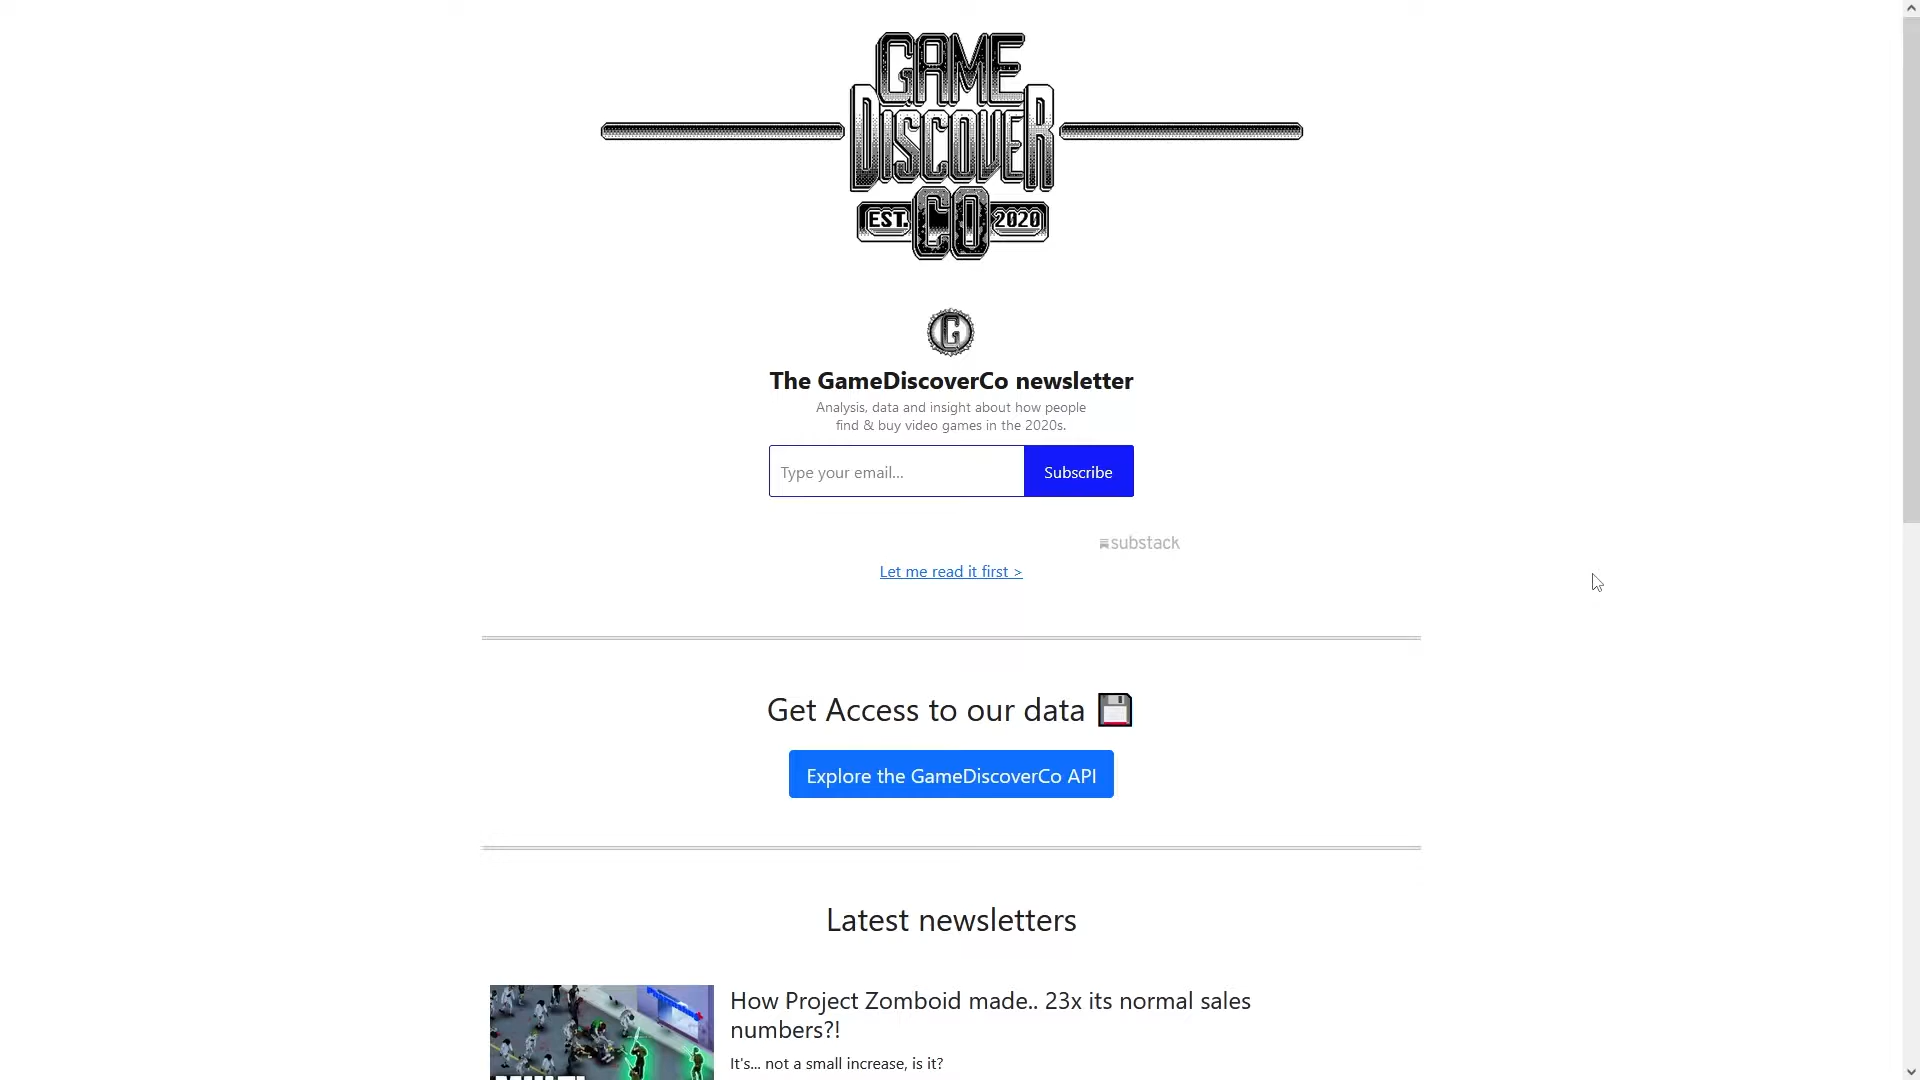 GAME
DISCOVER
EST. CO 2020
G
The GameDiscoverCo newsletter
Analysis, data and insight about how people
find & buy video games in the 2020s.
Type your email...
Subscribe
substack
Let me read it first >
Get Access to our data
Explore the GameDiscoverCo API
Latest newsletters
How Project Zomboid made.. 23x its normal sales
numbers?!
It's... not a small increase, is it?